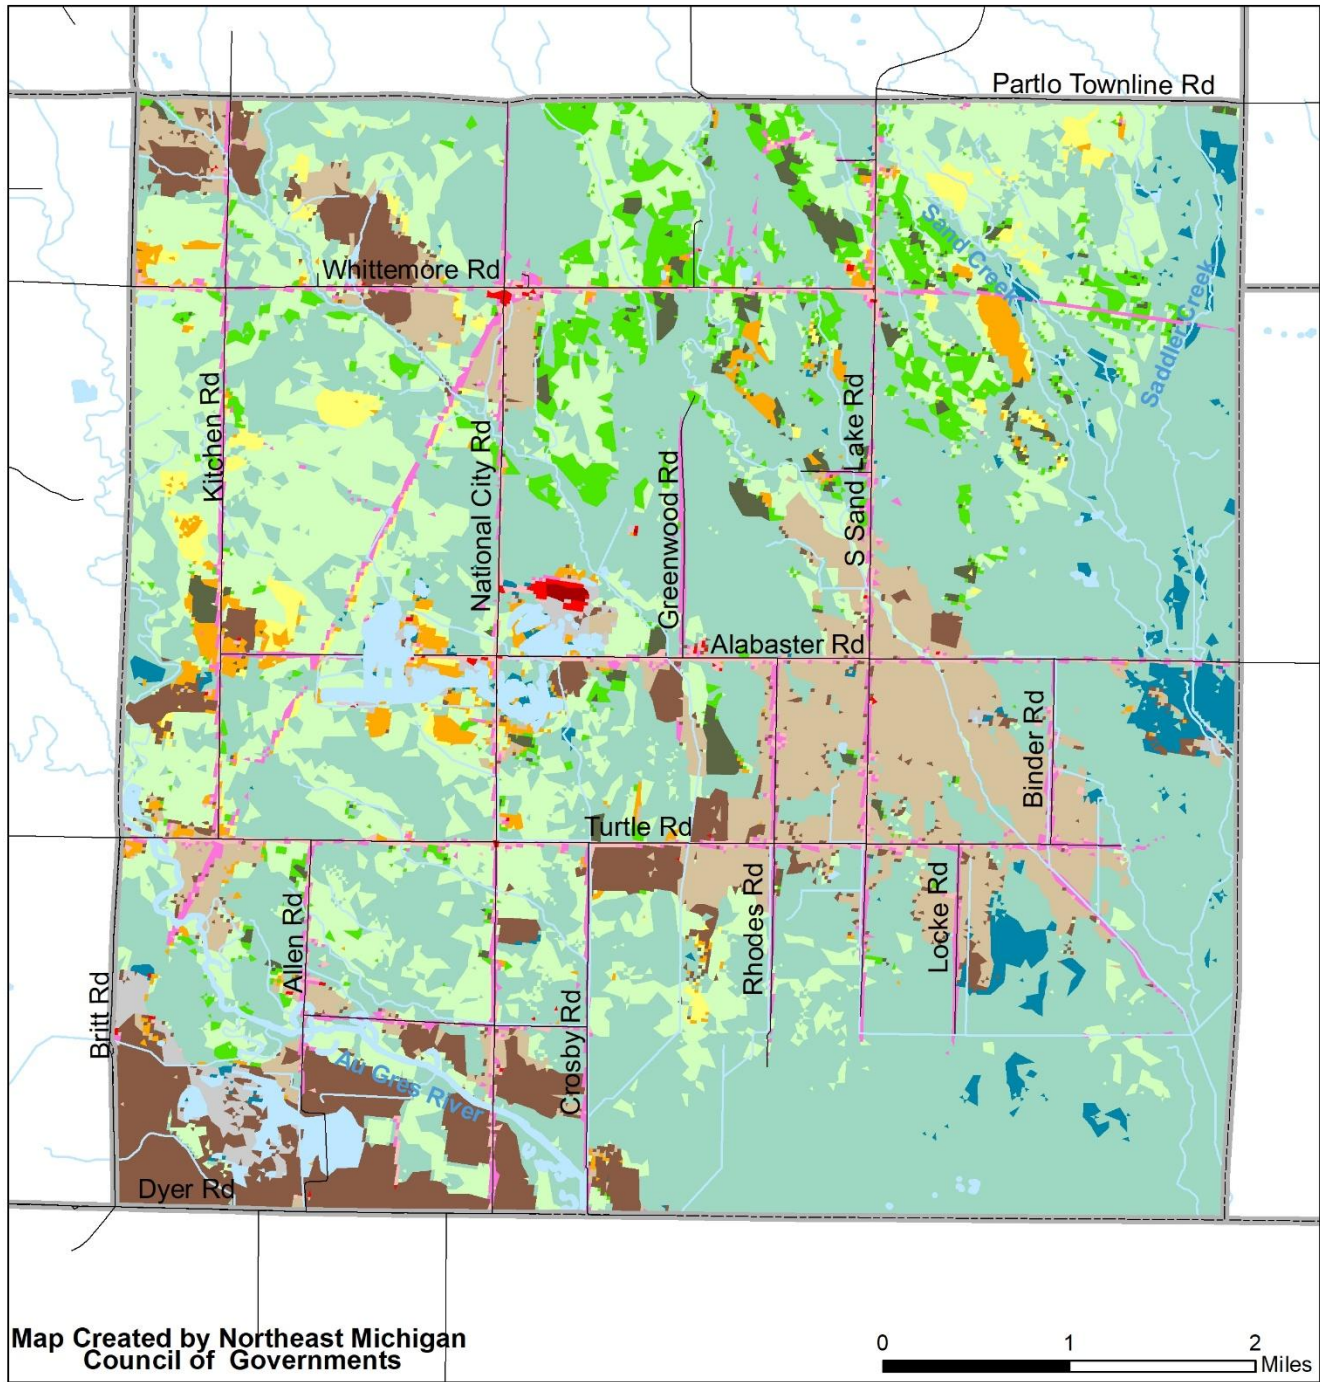 Partlo Townline Rd
Whittemore Rd
Sand Creek
Saddler Creek
Kitchen Rd
National City Rd
Greenwood Rd
S Sand Lake Rd
Alabaster Rd
Binder Rd
Turtle Rd
Allen Rd
Rhodes Rd
Locke Rd
Britt Rd
Crosby Rd
Au Gres River
Dyer Rd
Map Created by Northeast Michigan
Council of Governments
0 1 2
Miles